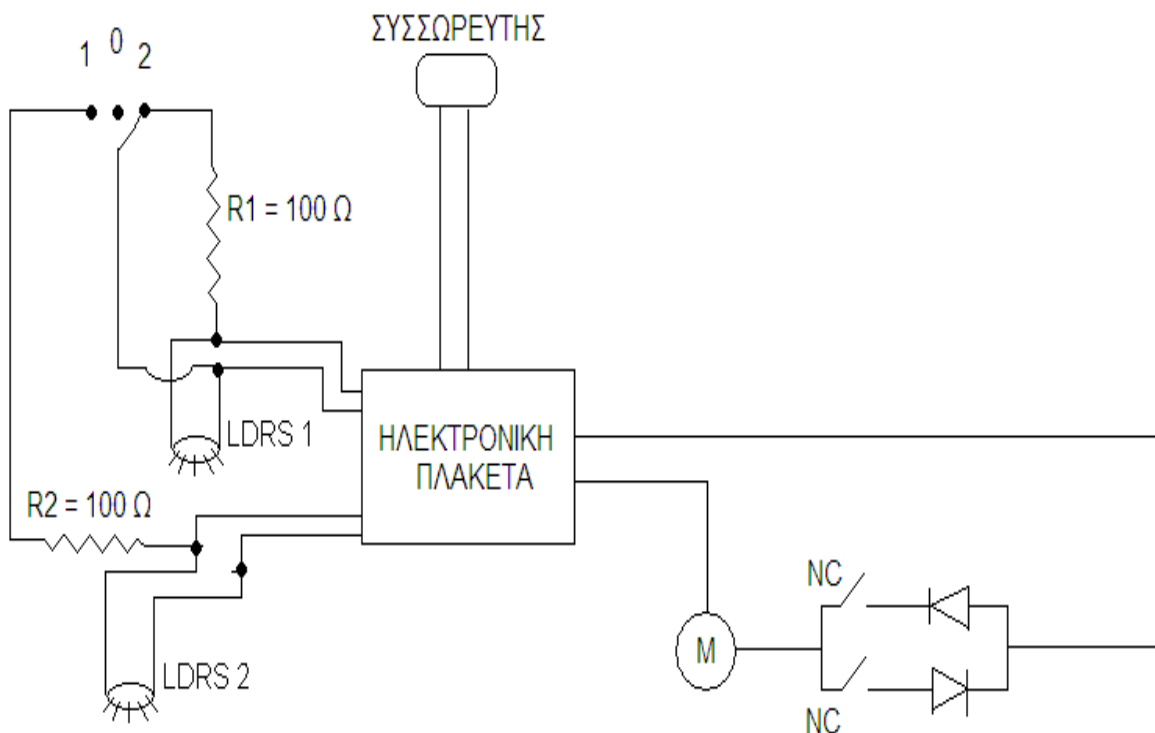 ΣΥΣΣΩΡΕΥΤΗΣ
1 0 2
R1 = 100 Ω
LDRS 1
ΗΛΕΚΤΡΟΝΙΚΗ
ΠΛΑΚΕΤΑ
R2 = 100 Ω
NC
M
LDRS 2
NC